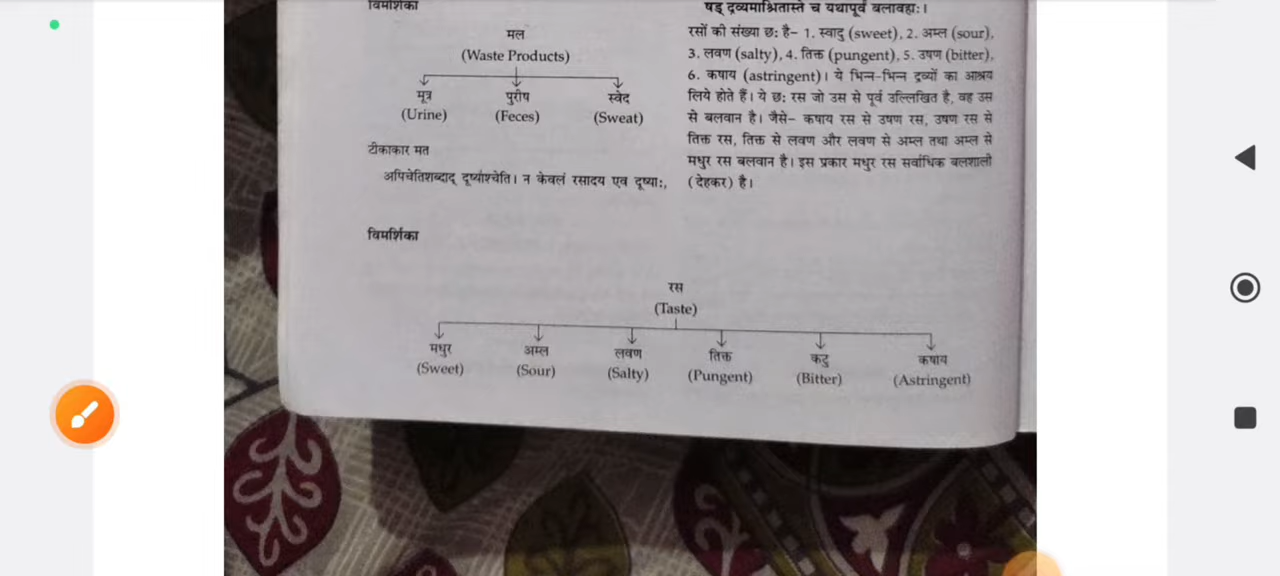 विमर्शिका
मल
(Waste Products)
मूत्र
(Urine)
पुरीष
(Feces)
स्वेद
(Sweat)
टीकाकार मत
अपिचेतिशब्दाद् दूष्याश्चेति। न केवलं रसादय एव दूष्याः,
षड् द्रव्यमाश्रितास्ते च यथापूर्व बलावहाः।
रसों की संख्या छः है- 1. स्वादु (sweet), 2. अम्ल (sour),
3. लवण (salty), 4. तिक्त (pungent), 5. उषण (bitter),
6. कषाय (astringent)। ये भिन्न-भिन्न द्रव्यों का आश्रय
लिये होते हैं। ये छः रस जो उस से पूर्व उल्लिखित है, वह उस
से बलवान है। जैसे- कषाय रस से उषण रस, उषण रस से
तिक्त रस, तिक्त से लवण और लवण से अम्ल तथा अम्ल से
मधुर रस बलवान है। इस प्रकार मधुर रस सर्वाधिक बलशाली
(देहकर) है।
विमर्शिका
रस
(Taste)
मधुर
(Sweet)
अम्ल
(Sour)
लवण
(Salty)
तिक्त
(Pungent)
कटु
(Bitter)
कषाय
(Astringent)